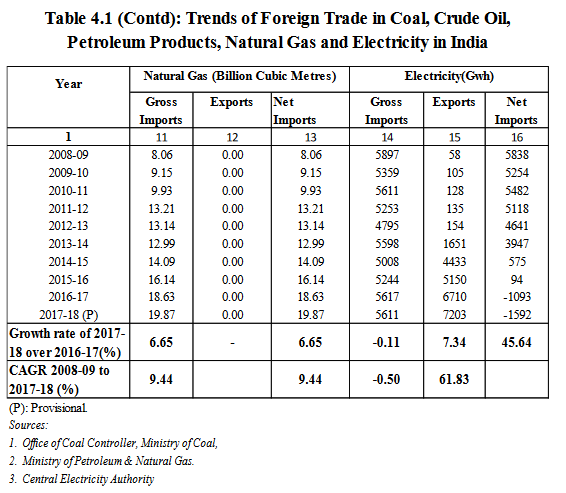 Table 4.1 (Contd): Trends of Foreign Trade in Coal, Crude Oil,
Petroleum Products, Natural Gas and Electricity in India
Year Natural Gas (Billion Cubic Metres) Electricity(Gwh)
Gross Imports Exports Net Imports Gross Imports Exports Net Imports
1 11 12 13 14 15 16
2008-09 8.06 0.00 8.06 5897 58 5838
2009-10 9.15 0.00 9.15 5359 105 5254
2010-11 9.93 0.00 9.93 5611 128 5482
2011-12 13.21 0.00 13.21 5253 135 5118
2012-13 13.14 0.00 13.14 4795 154 4641
2013-14 12.99 0.00 12.99 5598 1651 3947
2014-15 14.09 0.00 14.09 5008 4433 575
2015-16 16.14 0.00 16.14 5244 5150 94
2016-17 18.63 0.00 18.63 5617 6710 -1093
2017-18 (P) 19.87 0.00 19.87 5611 7203 -1592
Growth rate of 2017-
18 over 2016-17(%) 6.65 - 6.65 -0.11 7.34 45.64
CAGR 2008-09 to
2017-18 (%) 9.44 9.44 -0.50 61.83
(P): Provisional.
Sources:
1. Office of Coal Controller, Ministry of Coal,
2. Ministry of Petroleum & Natural Gas.
3. Central Electricity Authority